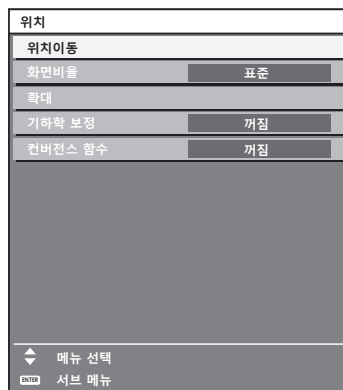 위치
위치이동
화면비율 표준
확대
기하학 보정 꺼짐
컨버전스 함수 꺼짐
메뉴 선택
ENTER 서브 메뉴